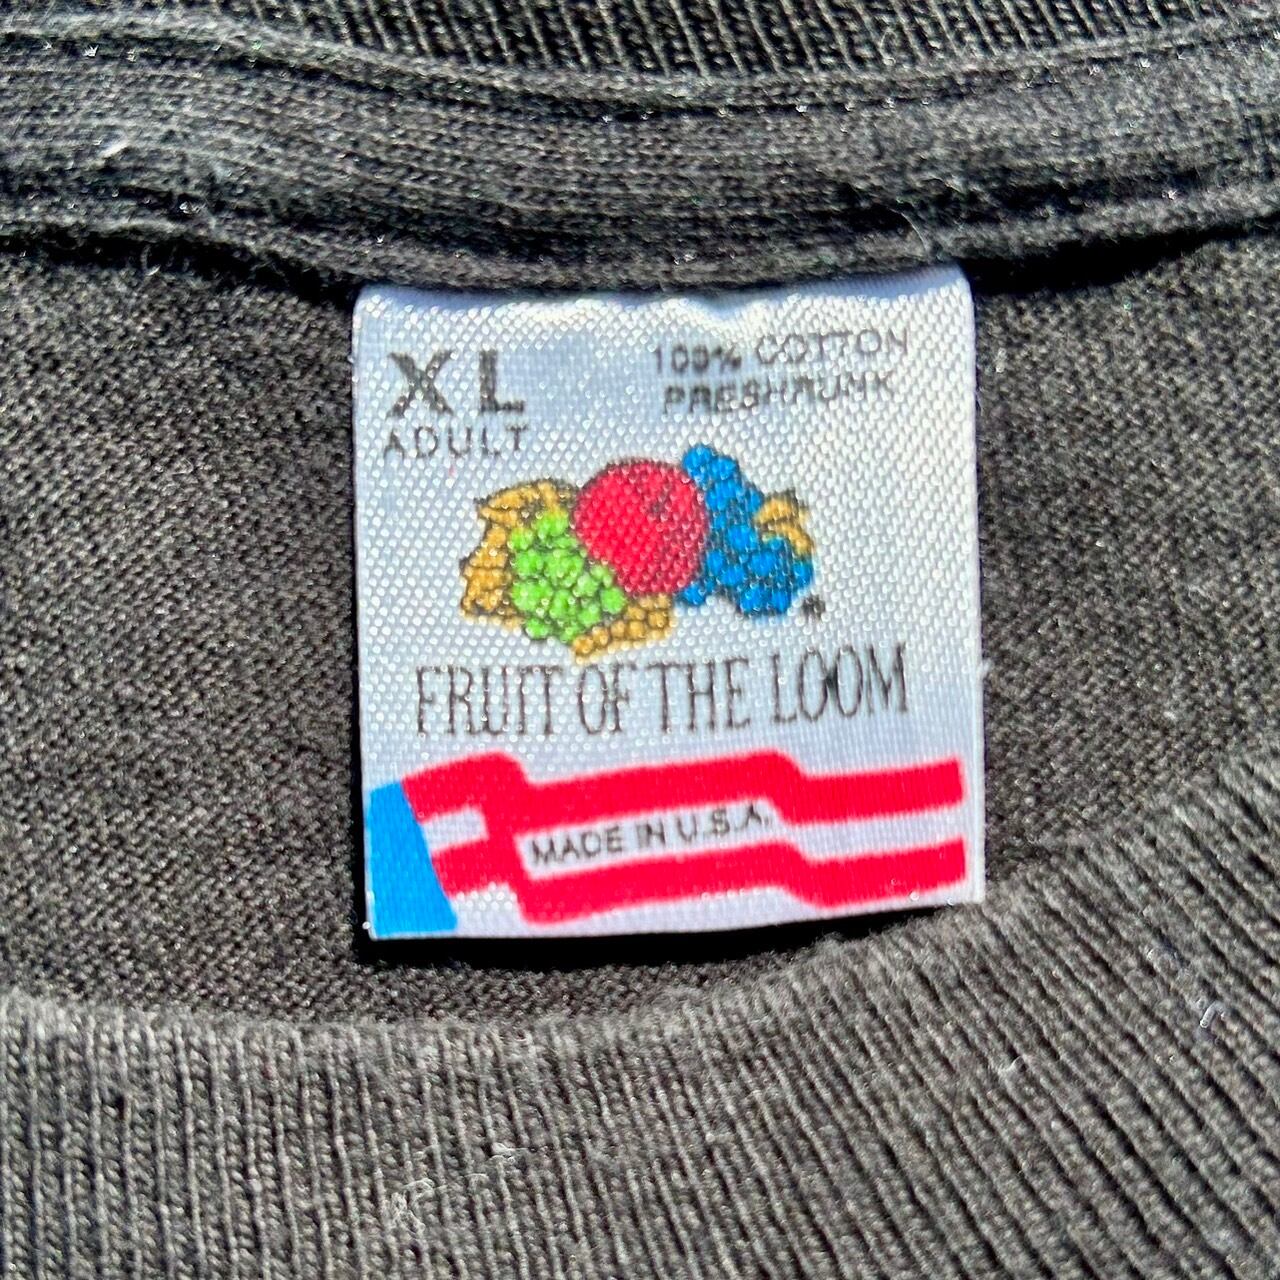 XL
ADULT
100% COTTON
PRESHRUNK
FRUIT OF THE LOOM
MADE IN U.S.A.